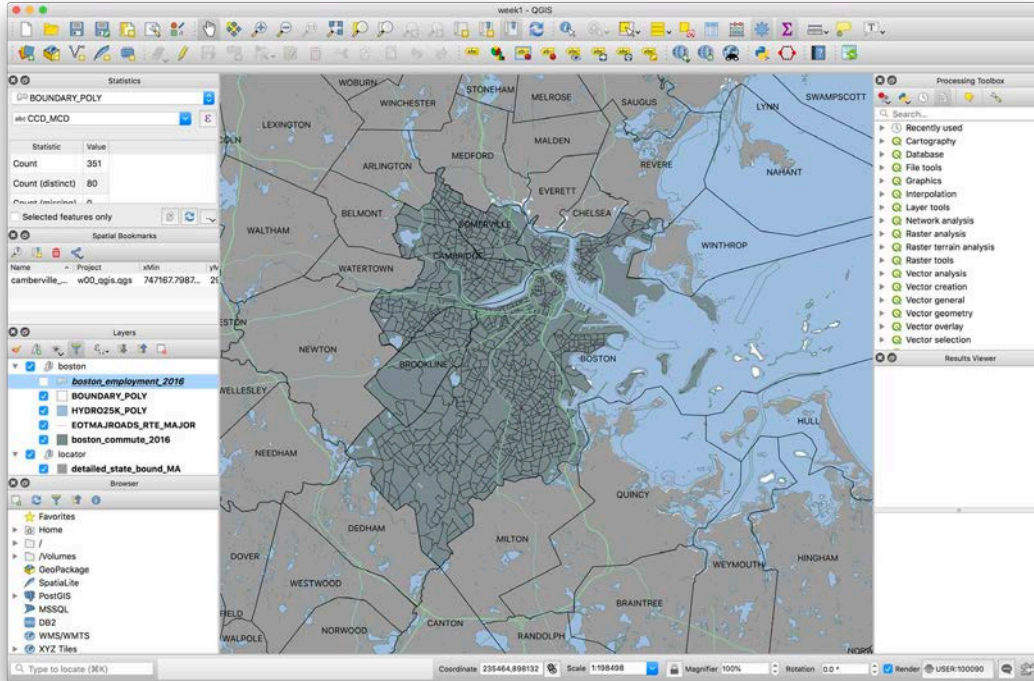 week1 - QGIS
Statistics
BOUNDARY_POLY
abc CCD_MCD
ε
Statistic Value
Count 351
Count (distinct) 80
Count (missing) 0
Selected features only
Spatial Bookmarks
Name Project xMin
camberville_... w00_qgis.qgs 747167.7987...
Layers
boston
boston_employment_2016
BOUNDARY_POLY
HYDRO25K_POLY
EOTMAJROADS_RTE_MAJOR
boston_commute_2016
locator
detailed_state_bound_MA
Browser
Favorites
Home
/
/Volumes
GeoPackage
SpatiaLite
PostGIS
MSSQL
DB2
WMS/WMTS
XYZ Tiles
WOBURN
STONEHAM
MELROSE
SAUGUS
LYNN
SWAMPSCOTT
WINCHESTER
LEXINGTON
MALDEN
MEDFORD
ARLINGTON
REVERE
NAHANT
EVERETT
BELMONT
CHELSEA
SOMERVILLE
WALTHAM
WINTHROP
CAMBRIDGE
WATERTOWN
NEWTON
BOSTON
BROOKLINE
WELLESLEY
HULL
NEEDHAM
QUINCY
DEDHAM
MILTON
DOVER
HINGHAM
WEYMOUTH
WESTWOOD
BRAINTREE
CANTON
NORWOOD
RANDOLPH
WALPOLE
Processing Toolbox
Search...
Recently used
Cartography
Database
File tools
Graphics
Interpolation
Layer tools
Network analysis
Raster analysis
Raster terrain analysis
Raster tools
Vector analysis
Vector creation
Vector general
Vector geometry
Vector overlay
Vector selection
Results Viewer
Type to locate (⌘K)
Coordinate 235464,898132 Scale 1:198498 Magnifier 100% Rotation 0.0 ° Render USER:100090